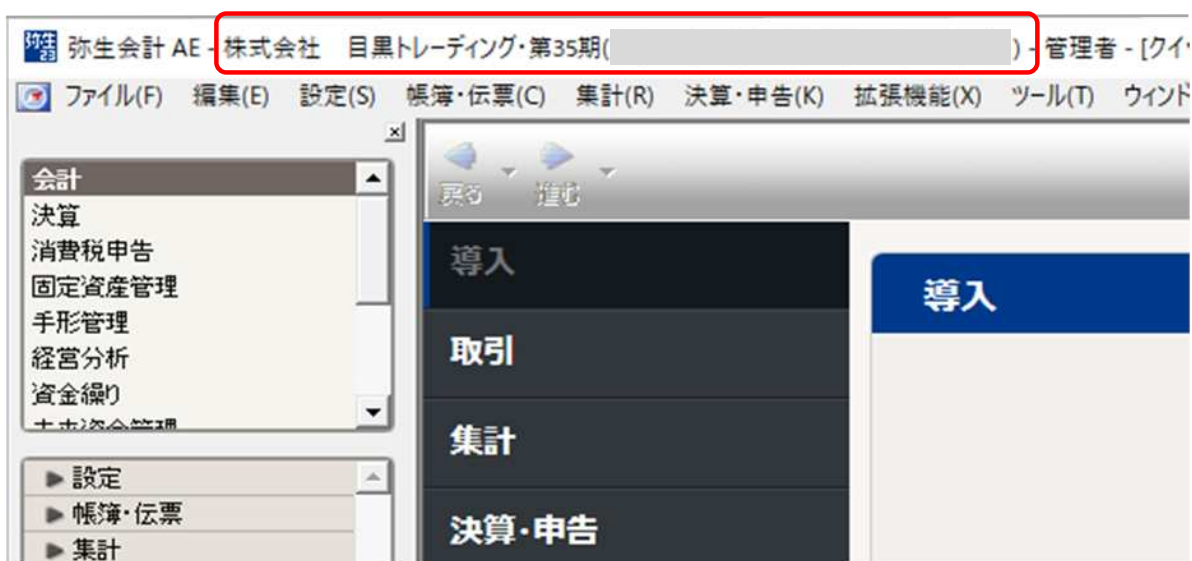 弥生会計 AE - 株式会社　目黒トレーディング・第35期( ) - 管理者 - [クイ
ファイル(F) 編集(E) 設定(S) 帳簿・伝票(C) 集計(R) 決算・申告(K) 拡張機能(X) ツール(T) ウィンド
戻る 進む
会計
決算
消費税申告
固定資産管理
手形管理
経営分析
資金繰り
設定
帳簿・伝票
集計
導入
取引
集計
決算・申告
導入